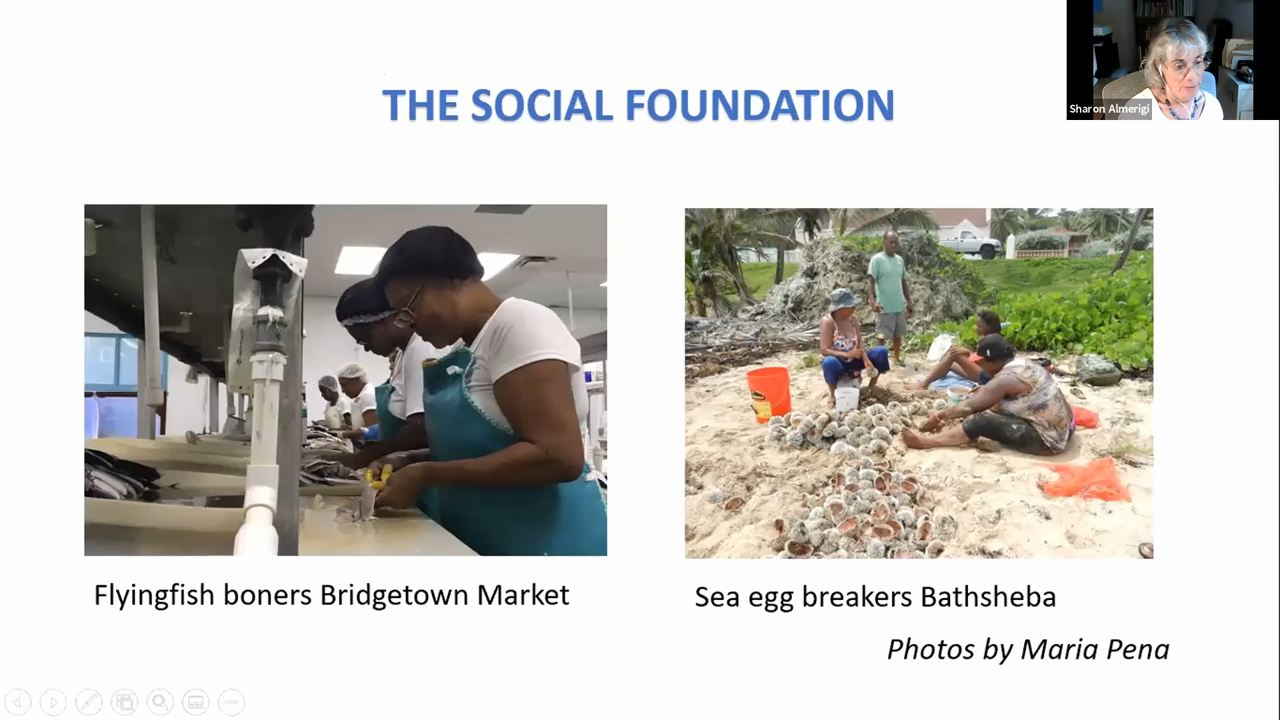 Sharon Almerigi
THE SOCIAL FOUNDATION
Flyingfish boners Bridgetown Market
Sea egg breakers Bathsheba
Photos by Maria Pena